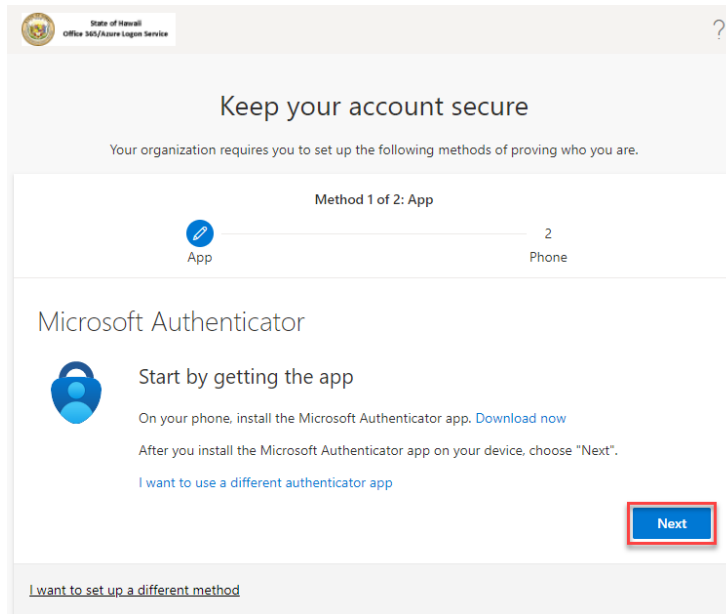 State of Hawaii
Office 365/Azure Logon Service
?
Keep your account secure
Your organization requires you to set up the following methods of proving who you are.
Method 1 of 2: App
2
App
Phone
Microsoft Authenticator
Start by getting the app
On your phone, install the Microsoft Authenticator app. Download now
After you install the Microsoft Authenticator app on your device, choose "Next".
I want to use a different authenticator app
Next
I want to set up a different method